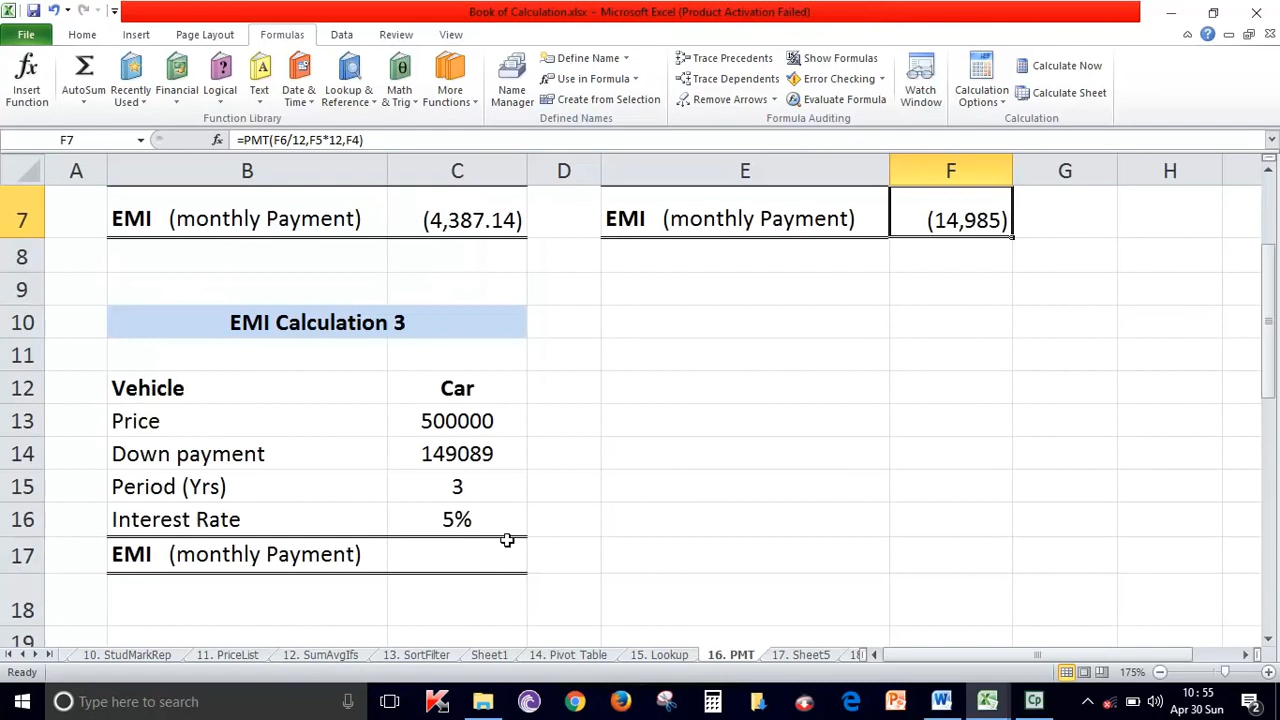 Book of Calculation.xlsx - Microsoft Excel (Product Activation Failed)
File Home Insert Page Layout Formulas Data Review View
Insert Function
AutoSum
Recently Used
Financial
Logical
Text
Date & Time
Lookup & Reference
Math & Trig
More Functions
Function Library
Name Manager
Define Name
Use in Formula
Create from Selection
Defined Names
Trace Precedents
Trace Dependents
Remove Arrows
Show Formulas
Error Checking
Evaluate Formula
Formula Auditing
Watch Window
Calculation Options
Calculate Now
Calculate Sheet
Calculation
F7 fx =PMT(F6/12,F5*12,F4)
A B C D E F G H
7 EMI (monthly Payment) (4,387.14) EMI (monthly Payment) (14,985)
8
9
10 EMI Calculation 3
11
12 Vehicle Car
13 Price 500000
14 Down payment 149089
15 Period (Yrs) 3
16 Interest Rate 5%
17 EMI (monthly Payment)
18
19
10. StudMarkRep 11. PriceList 12. SumAvgIfs 13. SortFilter Sheet1 14. Pivot Table 15. Lookup 16. PMT 17. Sheet5 18
Ready 175%
Type here to search 10:55
Apr 30 Sun 2